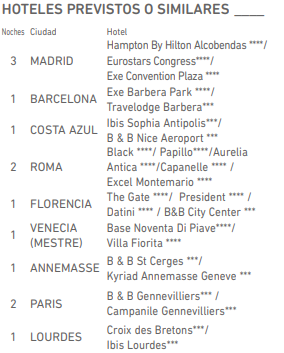 HOTELES PREVISTOS O SIMILARES ____
Noches Ciudad Hotel
Hampton By Hilton Alcobendas ****/
3 MADRID Eurostars Congress****/
Exe Convention Plaza ****
1 BARCELONA Exe Barbera Park ****/
Travelodge Barbera***
1 COSTA AZUL Ibis Sophia Antipolis***/
B & B Nice Aeroport ***
Black ****/ Papillo****/Aurelia
2 ROMA Antica ****/Capanelle **** /
Excel Montemario ****
1 FLORENCIA The Gate ****/ President **** /
Datini **** / B&B City Center ***
1 VENECIA (MESTRE) Base Noventa Di Piave****/
Villa Fiorita ****
1 ANNEMASSE B & B St Cerges ***/
Kyriad Annemasse Geneve ***
2 PARIS B & B Gennevilliers*** /
Campanile Gennevilliers***
1 LOURDES Croix des Bretons***/
Ibis Lourdes***